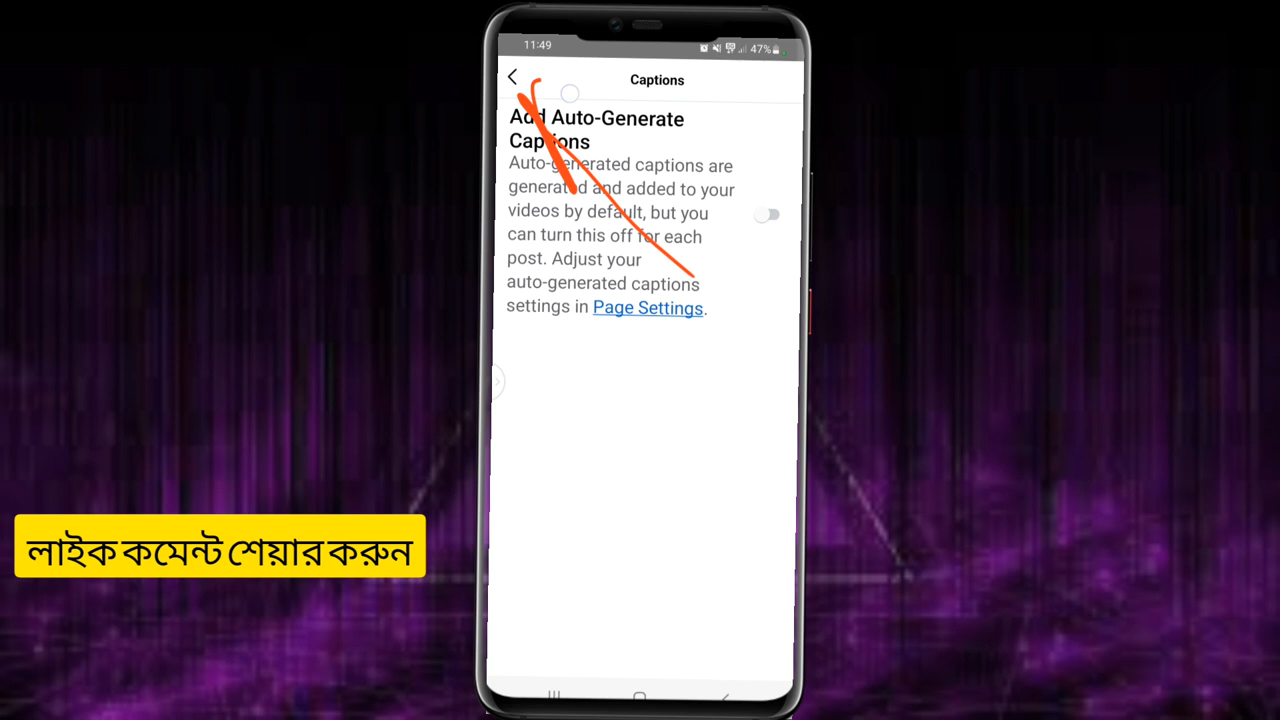 11:49
47%
Captions
Add Auto-Generate
Captions
Auto-generated captions are
generated and added to your
videos by default, but you
can turn this off for each
post. Adjust your
auto-generated captions
settings in Page Settings.
লাইক কমেন্ট শেয়ার করুন